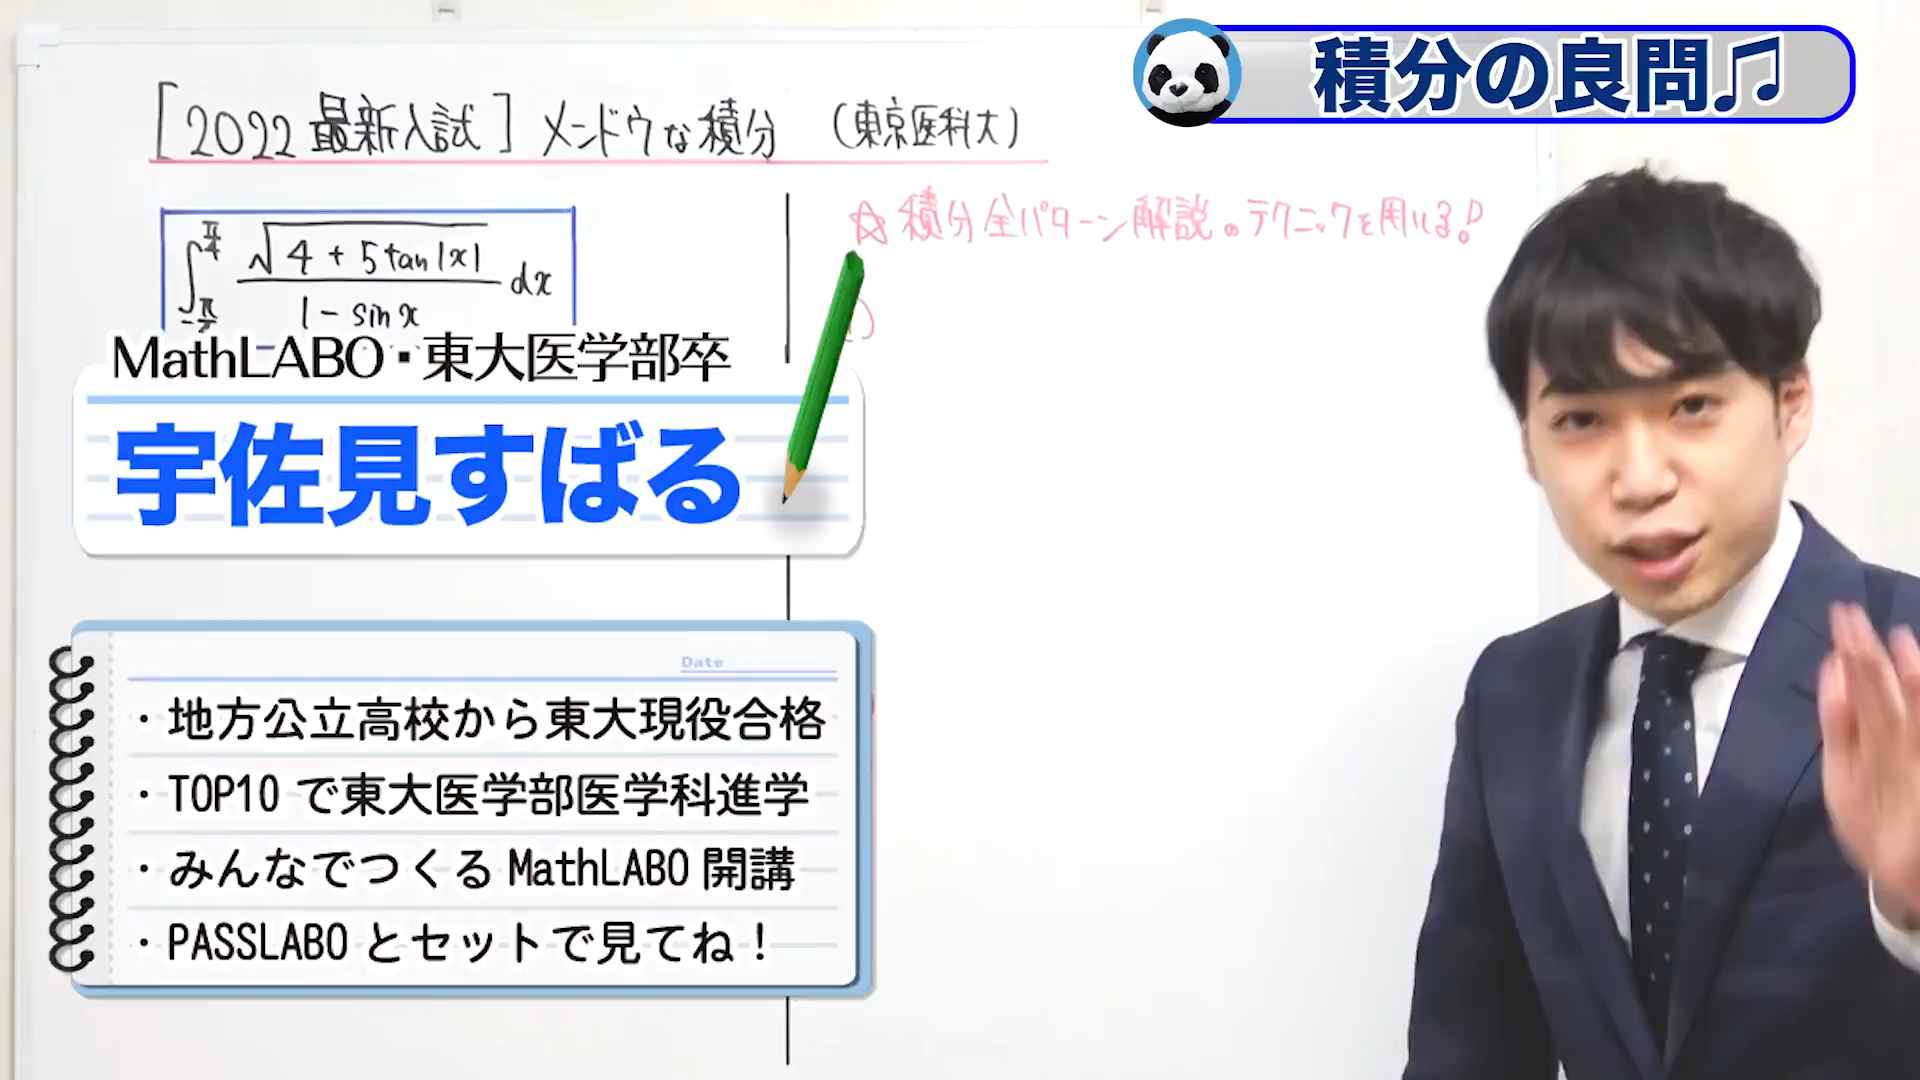 積分の良問♫
[2022 最新入試] メンドウな積分 (東京医科大)
∫_{-π/4}^{π/4} √(4+5tan|x|) / (1-sinx) dx
☆ 積分全パターン解説のテクニックを用いる!
MathLABO・東大医学部卒
宇佐見すばる
Date
・地方公立高校から東大現役合格
・TOP10 で東大医学部医学科進学
・みんなでつくる MathLABO 開講
・PASSLABO とセットで見てね！